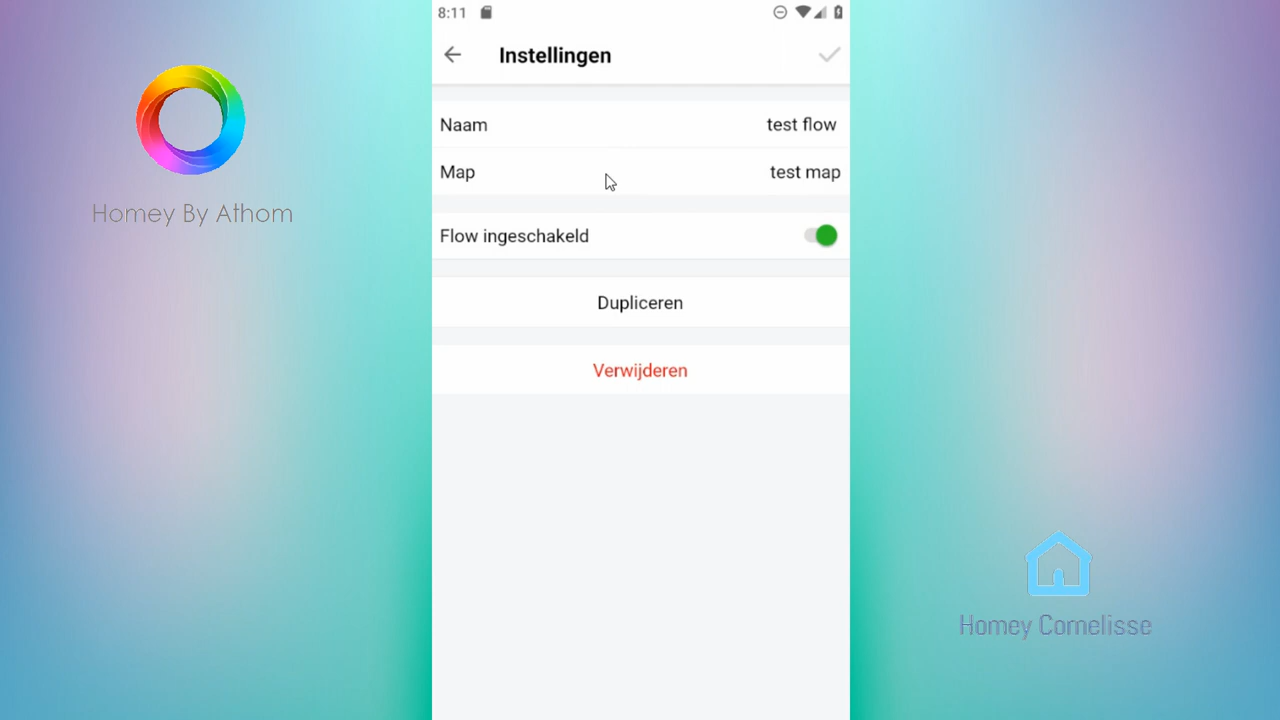 8:11
Instellingen
Naam test flow
Map test map
Flow ingeschakeld
Dupliceren
Verwijderen
Homey By Athom
Homey Cornelisse